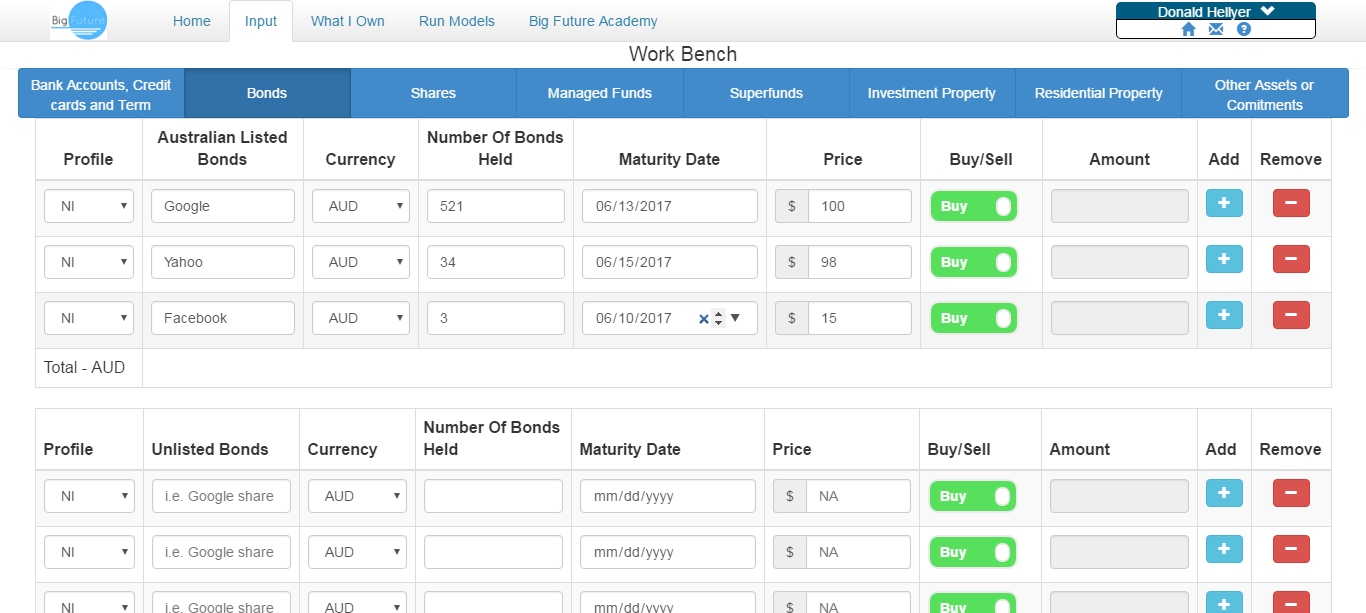 Big Future
Home Input What I Own Run Models Big Future Academy
Donald Hellyer
Work Bench
Bank Accounts, Credit cards and Term Bonds Shares Managed Funds Superfunds Investment Property Residential Property Other Assets or Comitments
Profile Australian Listed Bonds Currency Number Of Bonds Held Maturity Date Price Buy/Sell Amount Add Remove
NI Google AUD 521 06/13/2017 $ 100 Buy + −
NI Yahoo AUD 34 06/15/2017 $ 98 Buy + −
NI Facebook AUD 3 06/10/2017 $ 15 Buy + −
Total - AUD
Profile Unlisted Bonds Currency Number Of Bonds Held Maturity Date Price Buy/Sell Amount Add Remove
NI i.e. Google share AUD mm/dd/yyyy $ NA Buy + −
NI i.e. Google share AUD mm/dd/yyyy $ NA Buy + −
NI i.e. Google share AUD mm/dd/yyyy $ NA Buy + −